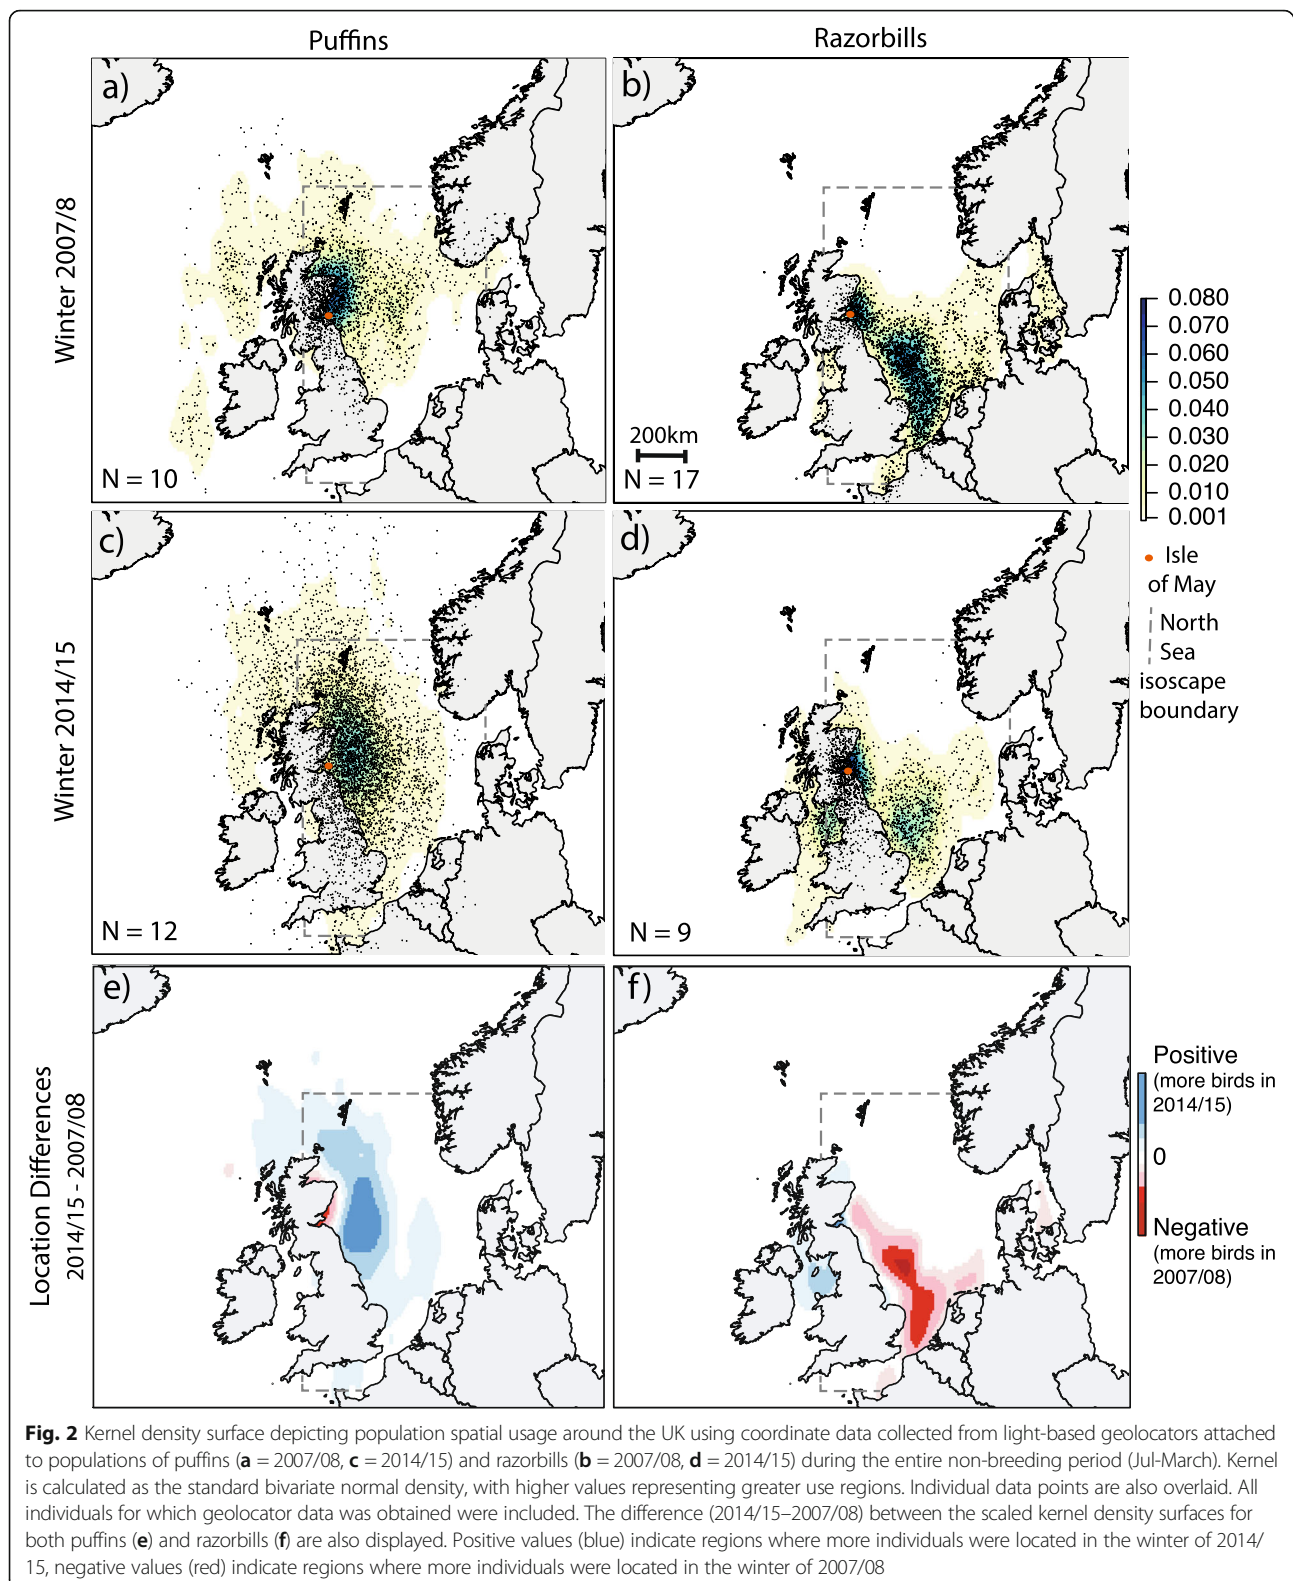 Puffins
Razorbills
a)
b)
Winter 2007/8
N = 10
200km
N = 17
0.080
0.070
0.060
0.050
0.040
0.030
0.020
0.010
0.001
Isle
of May
North
Sea
isoscape
boundary
c)
d)
Winter 2014/15
N = 12
N = 9
e)
f)
Location Differences
2014/15 - 2007/08
Positive
(more birds in
2014/15)
0
Negative
(more birds in
2007/08)
Fig. 2 Kernel density surface depicting population spatial usage around the UK using coordinate data collected from light-based geolocators attached
to populations of puffins (a = 2007/08, c = 2014/15) and razorbills (b = 2007/08, d = 2014/15) during the entire non-breeding period (Jul-March). Kernel
is calculated as the standard bivariate normal density, with higher values representing greater use regions. Individual data points are also overlaid. All
individuals for which geolocator data was obtained were included. The difference (2014/15–2007/08) between the scaled kernel density surfaces for
both puffins (e) and razorbills (f) are also displayed. Positive values (blue) indicate regions where more individuals were located in the winter of 2014/
15, negative values (red) indicate regions where more individuals were located in the winter of 2007/08